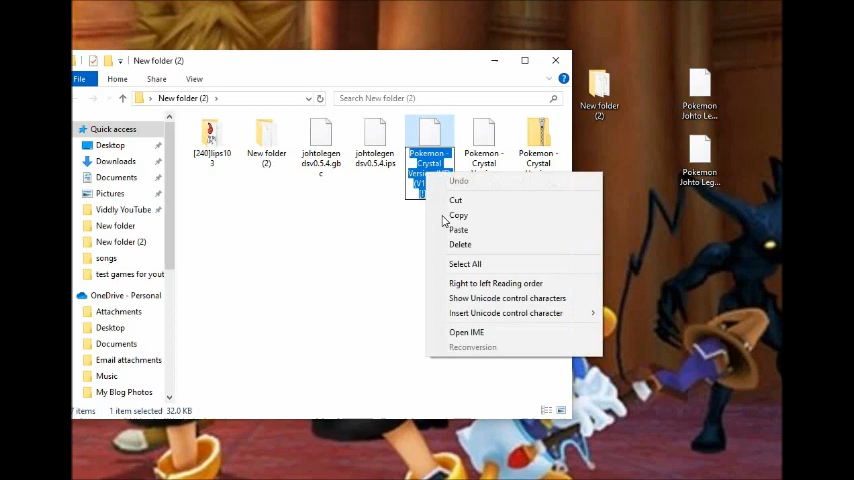 New folder (2)
File Home Share View
New folder (2)
Search New folder (2)
Quick access
Desktop
Downloads
Documents
Pictures
Viddly YouTube
New folder
New folder (2)
songs
test games for yout
OneDrive - Personal
Attachments
Desktop
Documents
Email attachments
Music
My Blog Photos
[240]lips10
3
New folder
(2)
johtolegen
dsv0.5.4.gb
c
johtolegen
dsv0.5.4.ips
Pokemon -
Crystal
Pokemon -
Crystal
Pokemon -
Crystal
Undo
Cut
Copy
Paste
Delete
Select All
Right to left Reading order
Show Unicode control characters
Insert Unicode control character
Open IME
Reconversion
items 1 item selected 32.0 KB
New folder
(2)
Pokemon
Johto Le...
Pokemon
Johto Leg...